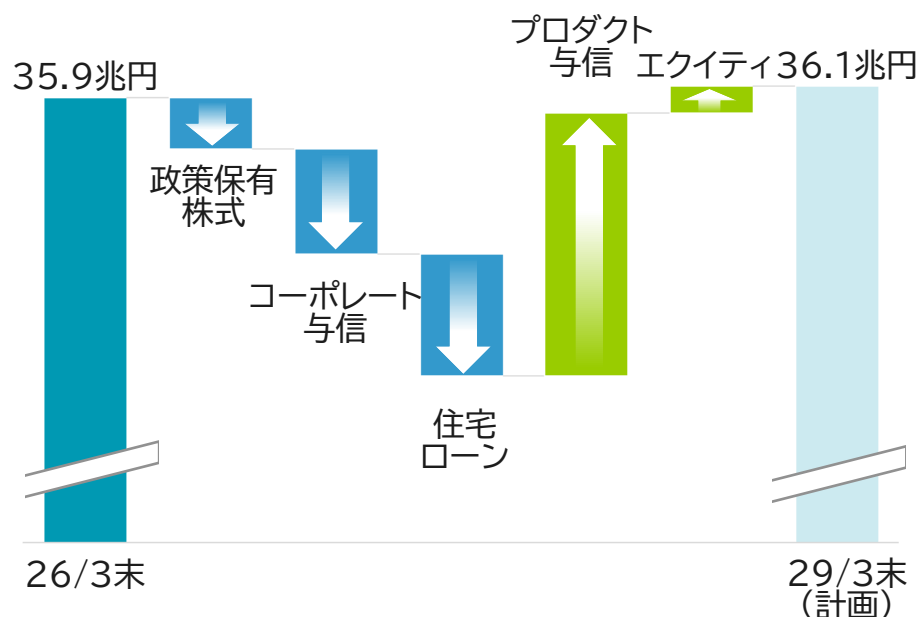 35.9兆円
政策保有
株式
コーポレート
与信
住宅
ローン
プロダクト
与信
エクイティ
36.1兆円
26/3末
29/3末
(計画)